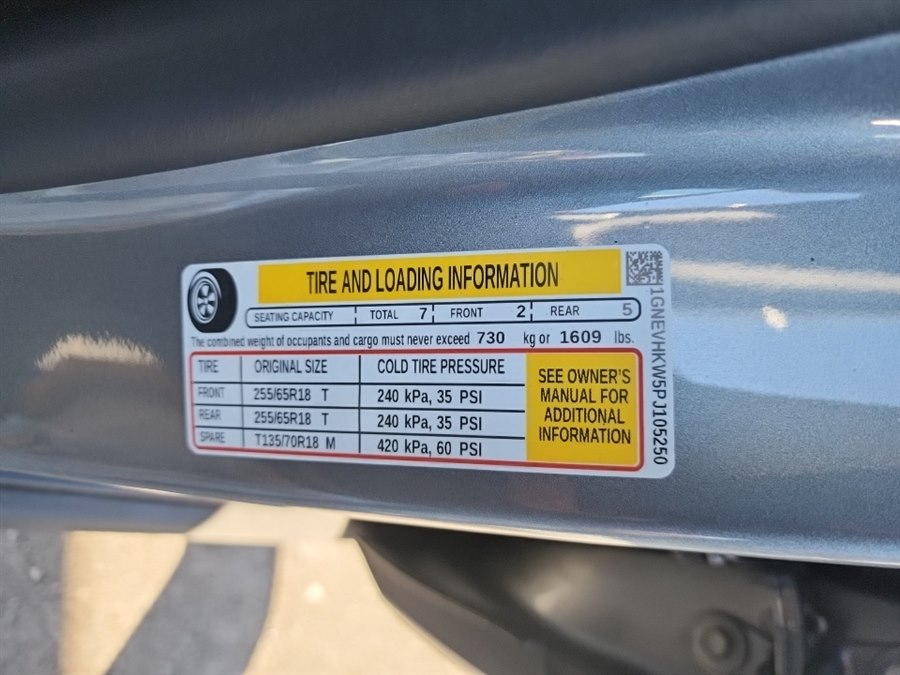 TIRE AND LOADING INFORMATION
SEATING CAPACITY TOTAL 7 FRONT 2 REAR 5
The combined weight of occupants and cargo must never exceed 730 kg or 1609 lbs.
TIRE ORIGINAL SIZE COLD TIRE PRESSURE
FRONT 255/65R18 T 240 kPa, 35 PSI
REAR 255/65R18 T 240 kPa, 35 PSI
SPARE T135/70R18 M 420 kPa, 60 PSI
SEE OWNER'S
MANUAL FOR
ADDITIONAL
INFORMATION
1GNEVHKW5PJ105250